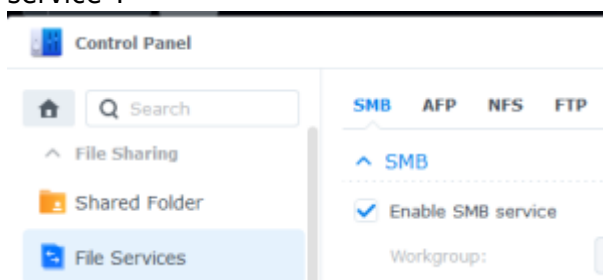 Control Panel
Search
File Sharing
Shared Folder
File Services
SMB AFP NFS FTP
SMB
Enable SMB service
Workgroup: